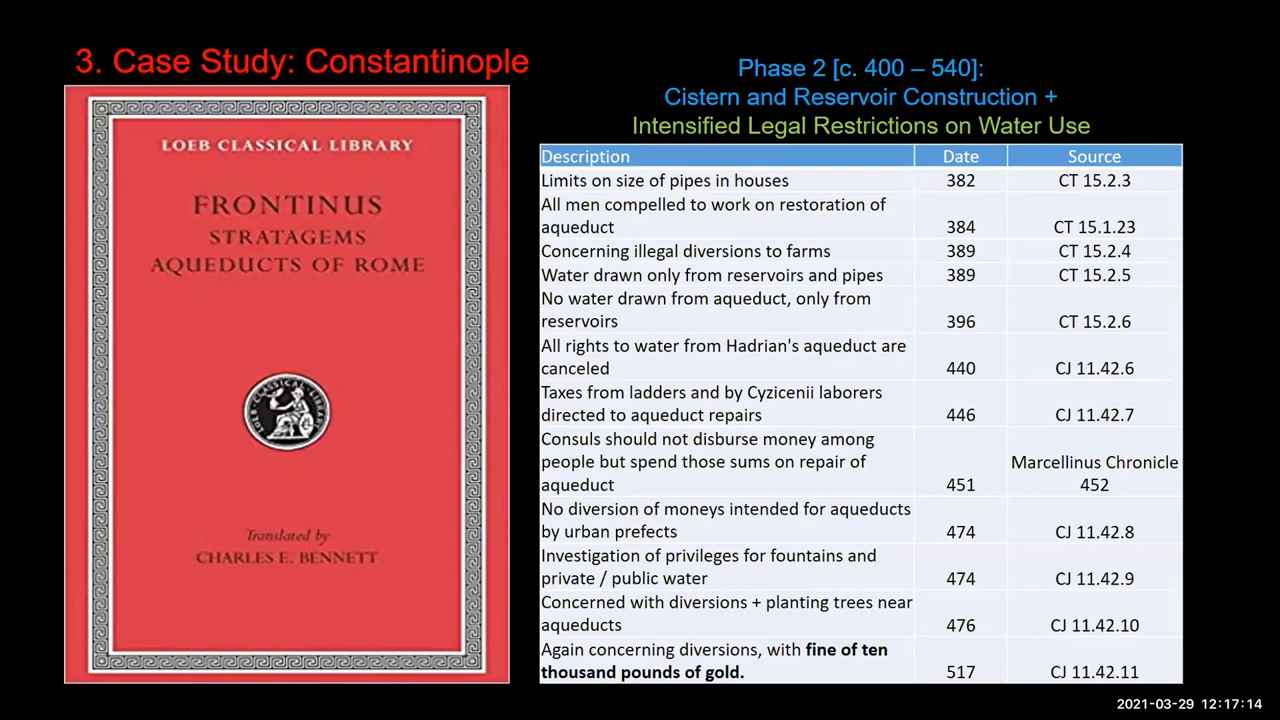 3. Case Study: Constantinople
LOEB CLASSICAL LIBRARY
FRONTINUS
STRATAGEMS
AQUEDUCTS OF ROME
Translated by
CHARLES E. BENNETT
Phase 2 [c. 400 – 540]:
Cistern and Reservoir Construction +
Intensified Legal Restrictions on Water Use
Description Date Source
Limits on size of pipes in houses 382 CT 15.2.3
All men compelled to work on restoration of
aqueduct 384 CT 15.1.23
Concerning illegal diversions to farms 389 CT 15.2.4
Water drawn only from reservoirs and pipes 389 CT 15.2.5
No water drawn from aqueduct, only from
reservoirs 396 CT 15.2.6
All rights to water from Hadrian's aqueduct are
canceled 440 CJ 11.42.6
Taxes from ladders and by Cyzicenii laborers
directed to aqueduct repairs 446 CJ 11.42.7
Consuls should not disburse money among
people but spend those sums on repair of Marcellinus Chronicle
aqueduct 451 452
No diversion of moneys intended for aqueducts
by urban prefects 474 CJ 11.42.8
Investigation of privileges for fountains and
private / public water 474 CJ 11.42.9
Concerned with diversions + planting trees near
aqueducts 476 CJ 11.42.10
Again concerning diversions, with fine of ten
thousand pounds of gold. 517 CJ 11.42.11
2021-03-29 12:17:14